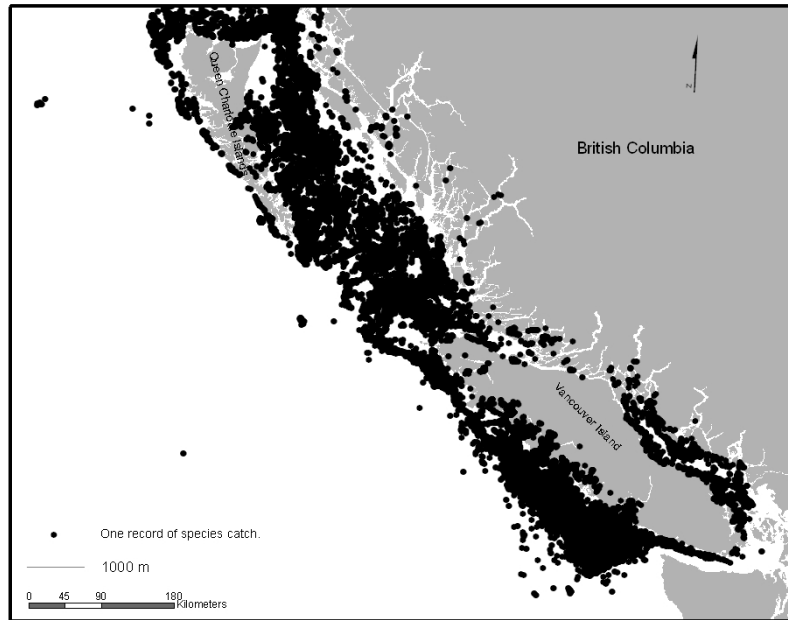 Queen Charlotte Islands
N
British Columbia
Vancouver Island
One record of species catch.
1000 m
0 45 90 180
Kilometers